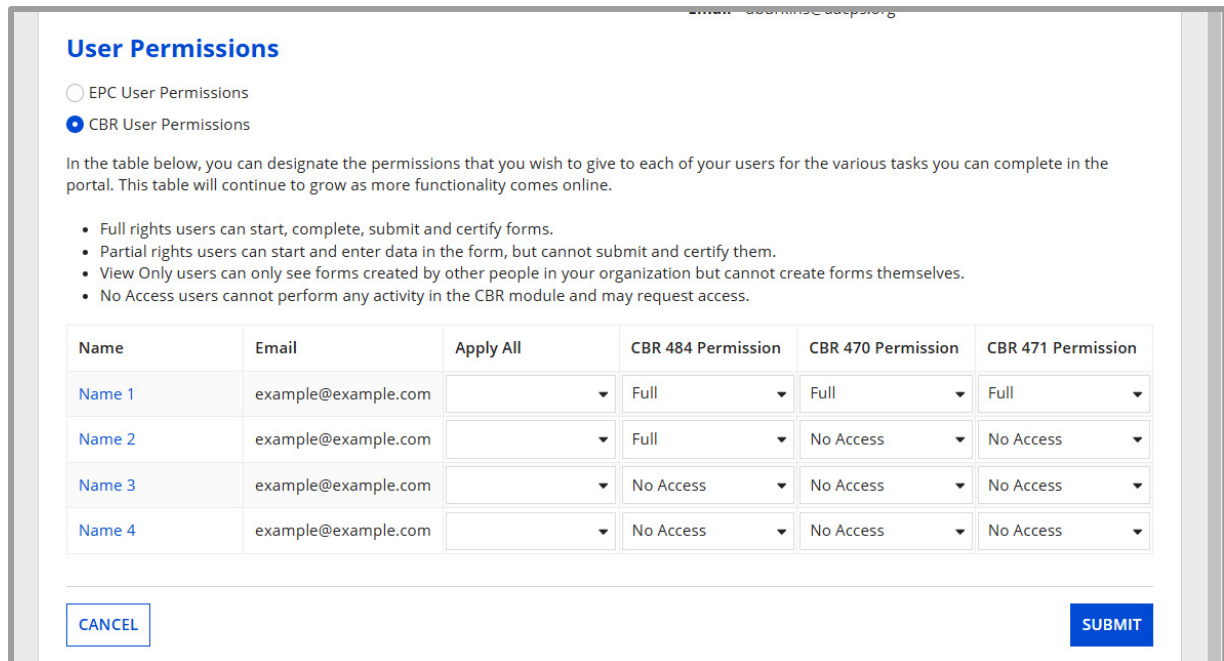 User Permissions
EPC User Permissions
CBR User Permissions
In the table below, you can designate the permissions that you wish to give to each of your users for the various tasks you can complete in the
portal. This table will continue to grow as more functionality comes online.
• Full rights users can start, complete, submit and certify forms.
• Partial rights users can start and enter data in the form, but cannot submit and certify them.
• View Only users can only see forms created by other people in your organization but cannot create forms themselves.
• No Access users cannot perform any activity in the CBR module and may request access.
Name Email Apply All CBR 484 Permission CBR 470 Permission CBR 471 Permission
Name 1 example@example.com Full Full Full
Name 2 example@example.com Full No Access No Access
Name 3 example@example.com No Access No Access No Access
Name 4 example@example.com No Access No Access No Access
CANCEL SUBMIT